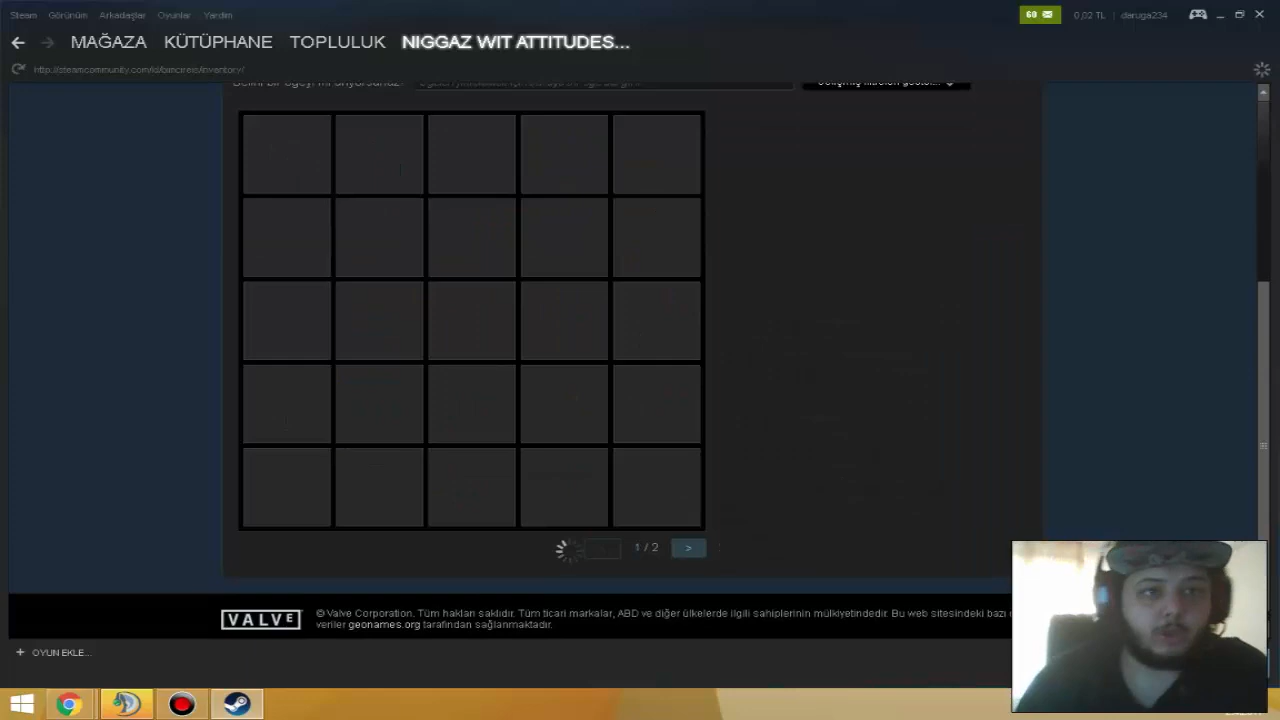 Steam Görünüm Arkadaşlar Oyunlar Yardım
60
0,02 TL
daruga234
MAĞAZA KÜTÜPHANE TOPLULUK NIGGAZ WIT ATTITUDES...
1 / 2 >
VALVE
© Valve Corporation. Tüm hakları saklıdır. Tüm ticari markalar, ABD ve diğer ülkelerde ilgili sahiplerinin mülkiyetindedir. Bu web sitesindeki bazı
veriler geonames.org tarafından sağlanmaktadır.
+ OYUN EKLE...